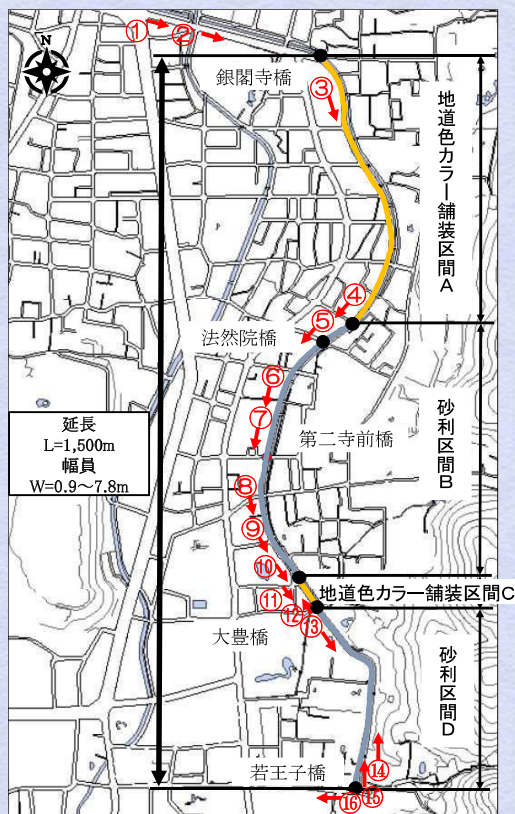 ①
②
N
銀閣寺橋
③
地道色カラー舗装区間A
④
⑤
法然院橋
⑥
⑦
第二寺前橋
砂利区間B
延長
L=1,500m
幅員
W=0.9~7.8m
⑧
⑨
⑩
地道色カラー舗装区間C
⑪
⑫
⑬
大豊橋
砂利区間D
若王子橋
⑭
⑮
⑯